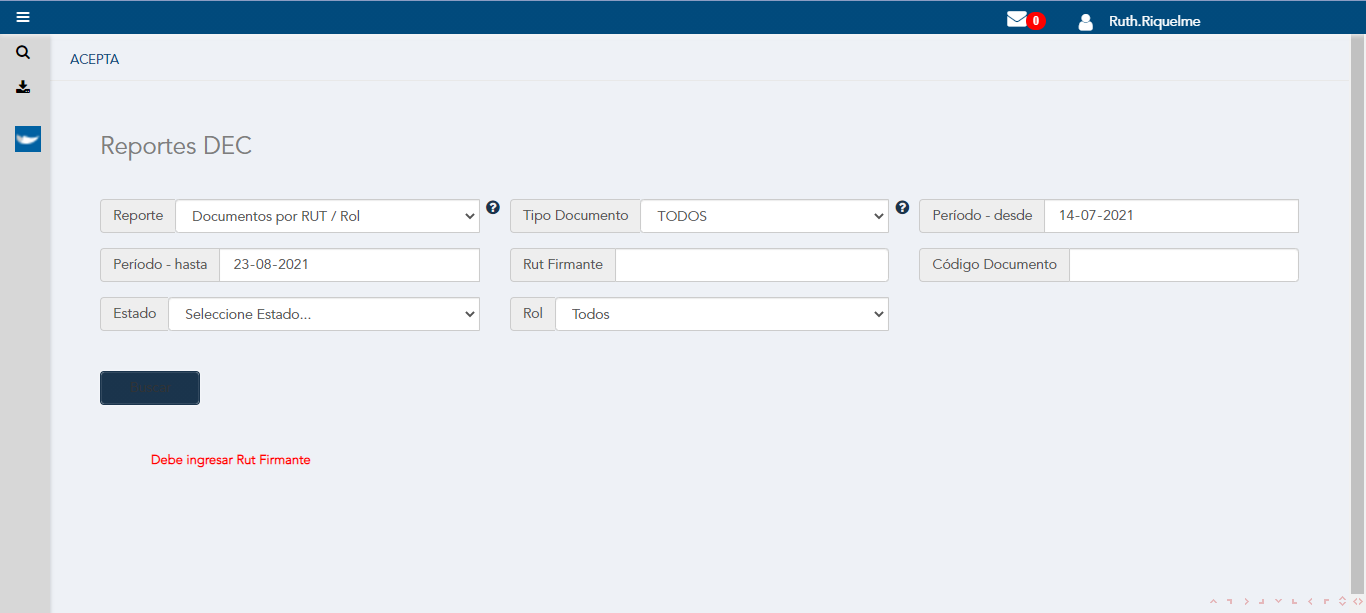 0 Ruth.Riquelme
ACEPTA
Reportes DEC
Reporte Documentos por RUT / Rol Tipo Documento TODOS Período - desde 14-07-2021
Período - hasta 23-08-2021 Rut Firmante Código Documento
Estado Seleccione Estado... Rol Todos
Debe ingresar Rut Firmante